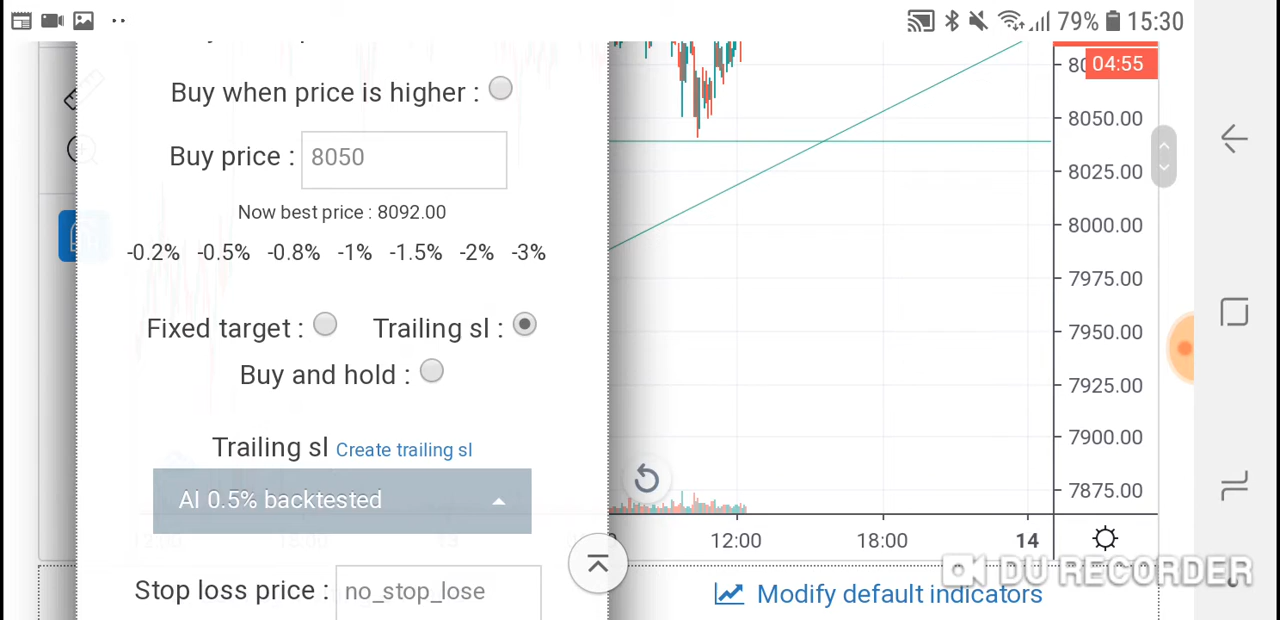 79% 15:30
Buy when price is higher :
Buy price : 8050
Now best price : 8092.00
-0.2% -0.5% -0.8% -1% -1.5% -2% -3%
Fixed target : Trailing sl :
Buy and hold :
Trailing sl Create trailing sl
AI 0.5% backtested
Stop loss price : no_stop_lose
04:55
8050.00
8025.00
8000.00
7975.00
7950.00
7925.00
7900.00
7875.00
12:00 18:00 14
Modify default indicators
DU RECORDER